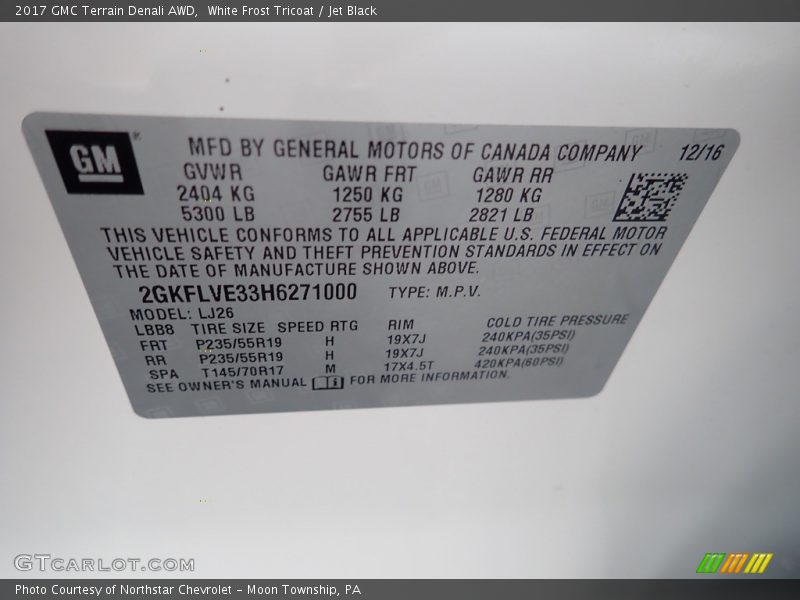 2017 GMC Terrain Denali AWD,  White Frost Tricoat / Jet Black
GM
MFD BY GENERAL MOTORS OF CANADA COMPANY 12/16
GVWR GAWR FRT GAWR RR
2404 KG 1250 KG 1280 KG
5300 LB 2755 LB 2821 LB
THIS VEHICLE CONFORMS TO ALL APPLICABLE U.S. FEDERAL MOTOR
VEHICLE SAFETY AND THEFT PREVENTION STANDARDS IN EFFECT ON
THE DATE OF MANUFACTURE SHOWN ABOVE.
2GKFLVE33H6271000 TYPE: M.P.V.
MODEL: LJ26
LBB8 TIRE SIZE SPEED RTG RIM COLD TIRE PRESSURE
FRT P235/55R19 H 19X7J 240KPA(35PSI)
RR P235/55R19 H 19X7J 240KPA(35PSI)
SPA T145/70R17 M 17X4.5T 420KPA(60PSI)
SEE OWNER'S MANUAL FOR MORE INFORMATION.
GTCARLOT.COM
Photo Courtesy of Northstar Chevrolet - Moon Township, PA